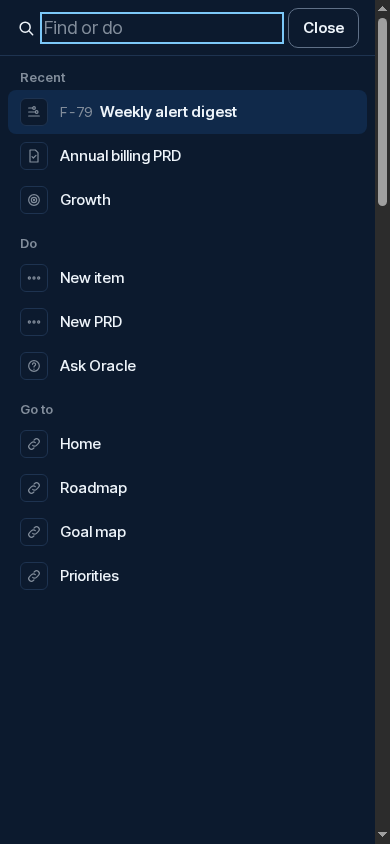 Find or do
Close
Recent
F-79 Weekly alert digest
Annual billing PRD
Growth
Do
New item
New PRD
Ask Oracle
Go to
Home
Roadmap
Goal map
Priorities